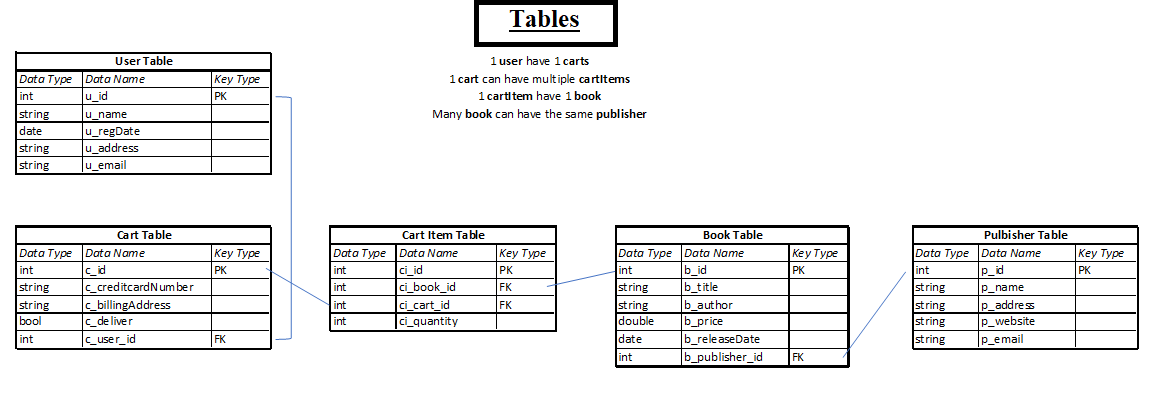 Tables
1 user have 1 carts
1 cart can have multiple cartItems
1 cartItem have 1 book
Many book can have the same publisher
User Table
Data Type Data Name Key Type
int u_id PK
string u_name
date u_regDate
string u_address
string u_email
Cart Table
Data Type Data Name Key Type
int c_id PK
string c_creditcardNumber
string c_billingAddress
bool c_deliver
int c_user_id FK
Cart Item Table
Data Type Data Name Key Type
int ci_id PK
int ci_book_id FK
int ci_cart_id FK
int ci_quantity
Book Table
Data Type Data Name Key Type
int b_id PK
string b_title
string b_author
double b_price
date b_releaseDate
int b_publisher_id FK
Pulbisher Table
Data Type Data Name Key Type
int p_id PK
string p_name
string p_address
string p_website
string p_email